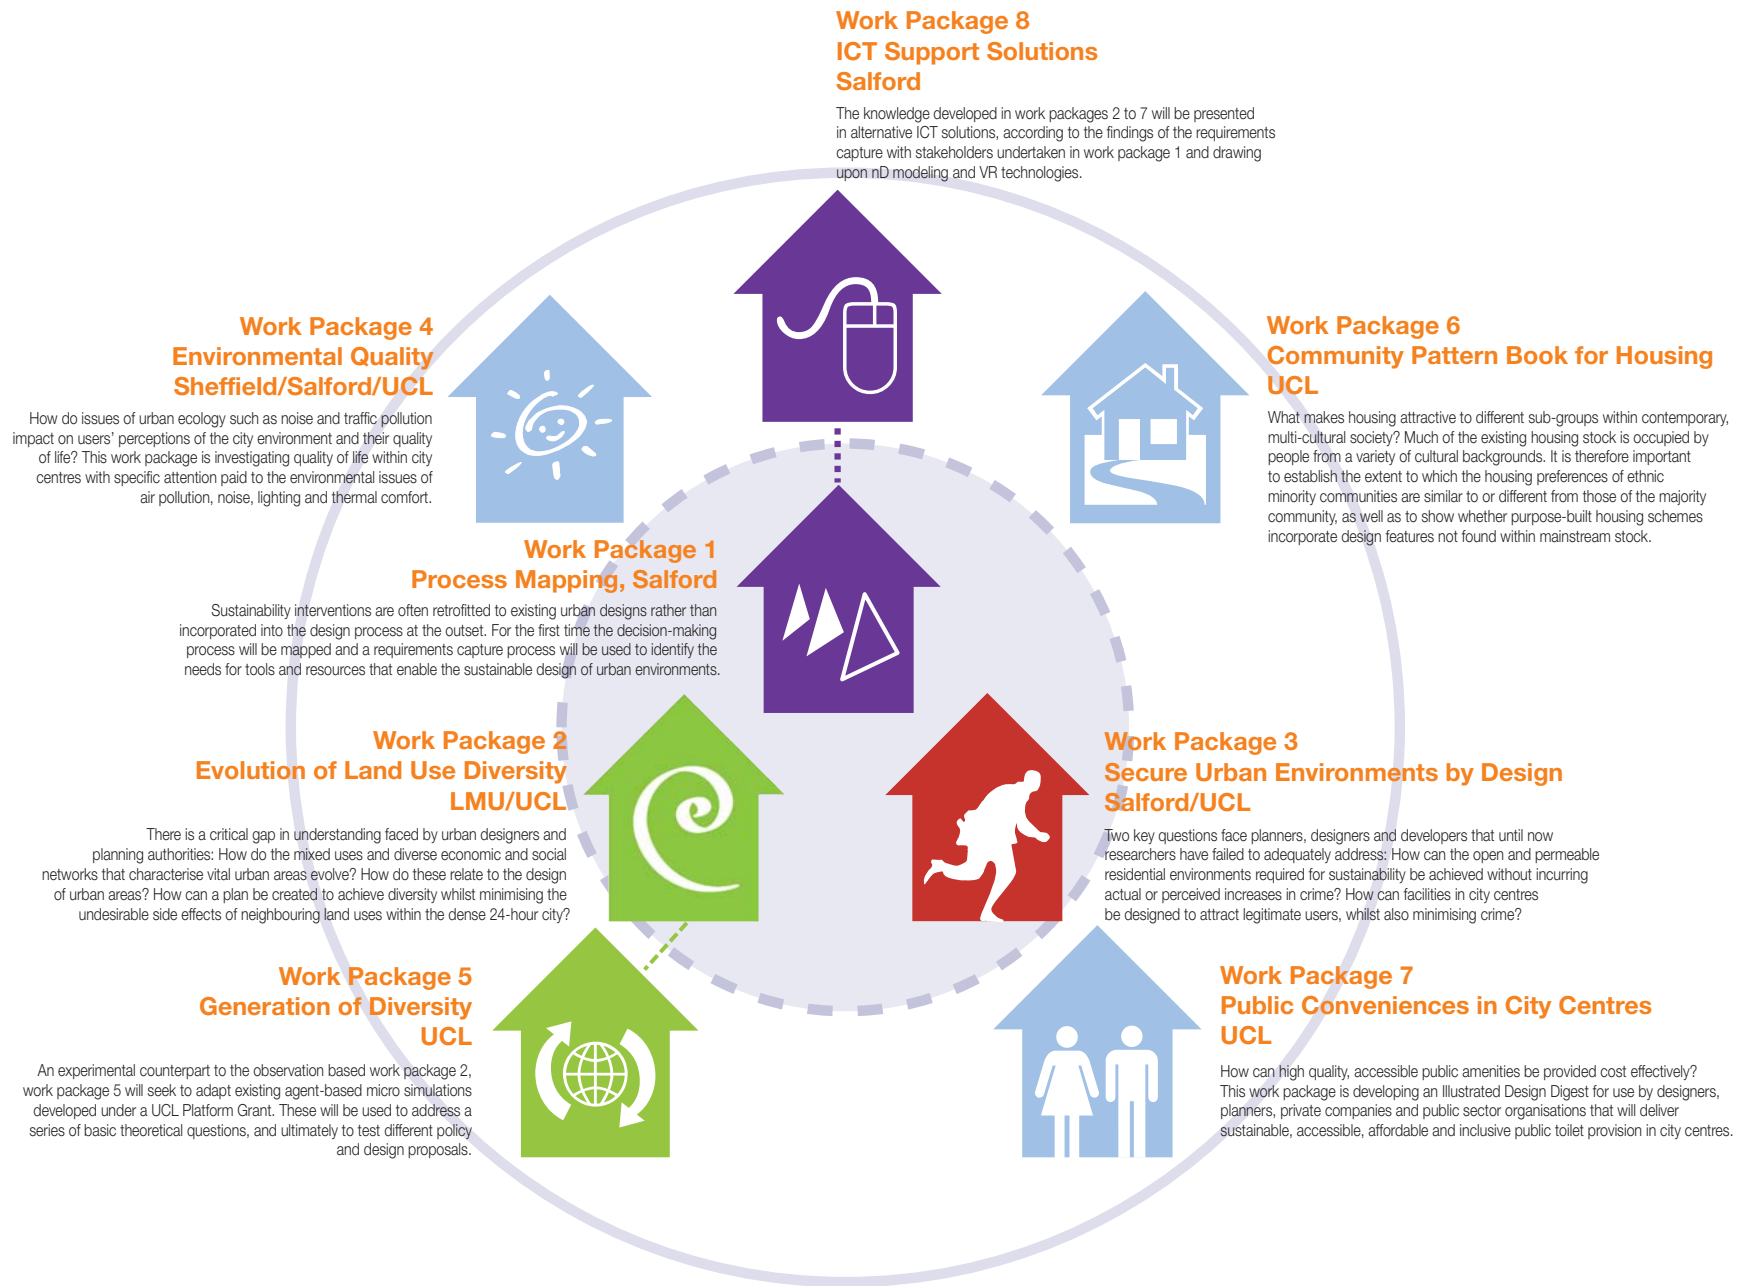 Work Package 8
ICT Support Solutions
Salford
The knowledge developed in work packages 2 to 7 will be presented
in alternative ICT solutions, according to the findings of the requirements
capture with stakeholders undertaken in work package 1 and drawing
upon nD modeling and VR technologies.
Work Package 4
Environmental Quality
Sheffield/Salford/UCL
How do issues of urban ecology such as noise and traffic pollution
impact on users' perceptions of the city environment and their quality
of life? This work package is investigating quality of life within city
centres with specific attention paid to the environmental issues of
air pollution, noise, lighting and thermal comfort.
Work Package 6
Community Pattern Book for Housing
UCL
What makes housing attractive to different sub-groups within contemporary,
multi-cultural society? Much of the existing housing stock is occupied by
people from a variety of cultural backgrounds. It is therefore important
to establish the extent to which the housing preferences of ethnic
minority communities are similar to or different from those of the majority
community, as well as to show whether purpose-built housing schemes
incorporate design features not found within mainstream stock.
Work Package 1
Process Mapping, Salford
Sustainability interventions are often retrofitted to existing urban designs rather than
incorporated into the design process at the outset. For the first time the decision-making
process will be mapped and a requirements capture process will be used to identify the
needs for tools and resources that enable the sustainable design of urban environments.
Work Package 2
Evolution of Land Use Diversity
LMU/UCL
There is a critical gap in understanding faced by urban designers and
planning authorities: How do the mixed uses and diverse economic and social
networks that characterise vital urban areas evolve? How do these relate to the design
of urban areas? How can a plan be created to achieve diversity whilst minimising the
undesirable side effects of neighbouring land uses within the dense 24-hour city?
Work Package 3
Secure Urban Environments by Design
Salford/UCL
Two key questions face planners, designers and developers that until now
researchers have failed to adequately address: How can the open and permeable
residential environments required for sustainability be achieved without incurring
actual or perceived increases in crime? How can facilities in city centres
be designed to attract legitimate users, whilst also minimising crime?
Work Package 5
Generation of Diversity
UCL
An experimental counterpart to the observation based work package 2,
work package 5 will seek to adapt existing agent-based micro simulations
developed under a UCL Platform Grant. These will be used to address a
series of basic theoretical questions, and ultimately to test different policy
and design proposals.
Work Package 7
Public Conveniences in City Centres
UCL
How can high quality, accessible public amenities be provided cost effectively?
This work package is developing an Illustrated Design Digest for use by designers,
planners, private companies and public sector organisations that will deliver
sustainable, accessible, affordable and inclusive public toilet provision in city centres.